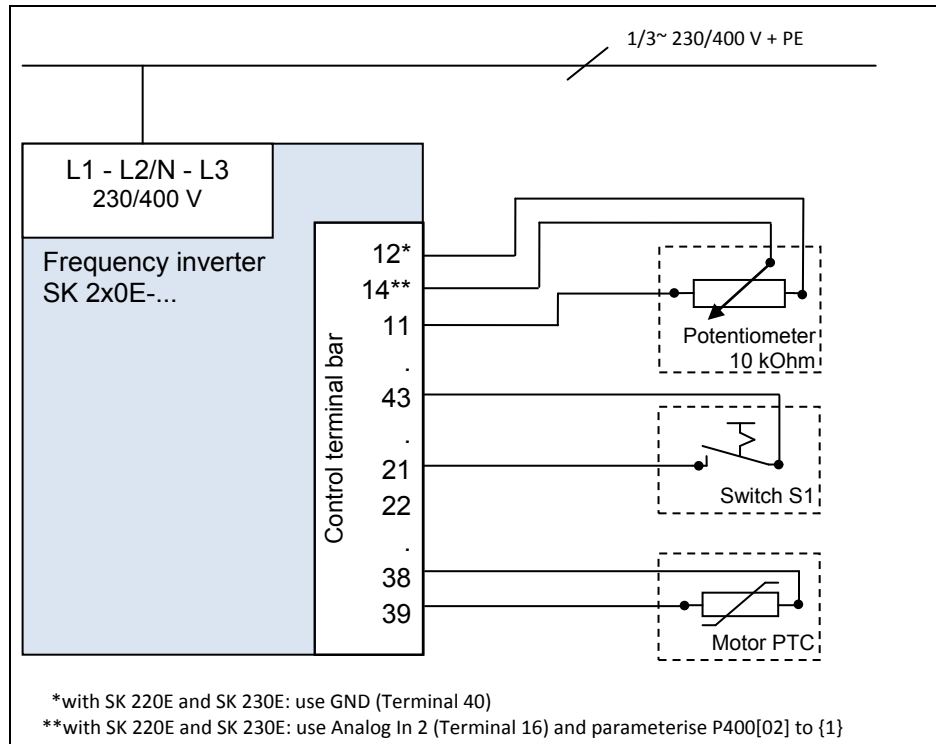 1/3~ 230/400 V + PE
L1 - L2/N - L3
230/400 V
Frequency inverter
SK 2x0E-...
Control terminal bar
12*
14**
11
.
43
.
21
22
.
38
39
Potentiometer
10 kOhm
Switch S1
Motor PTC
*with SK 220E and SK 230E: use GND (Terminal 40)
**with SK 220E and SK 230E: use Analog In 2 (Terminal 16) and parameterise P400[02] to {1}